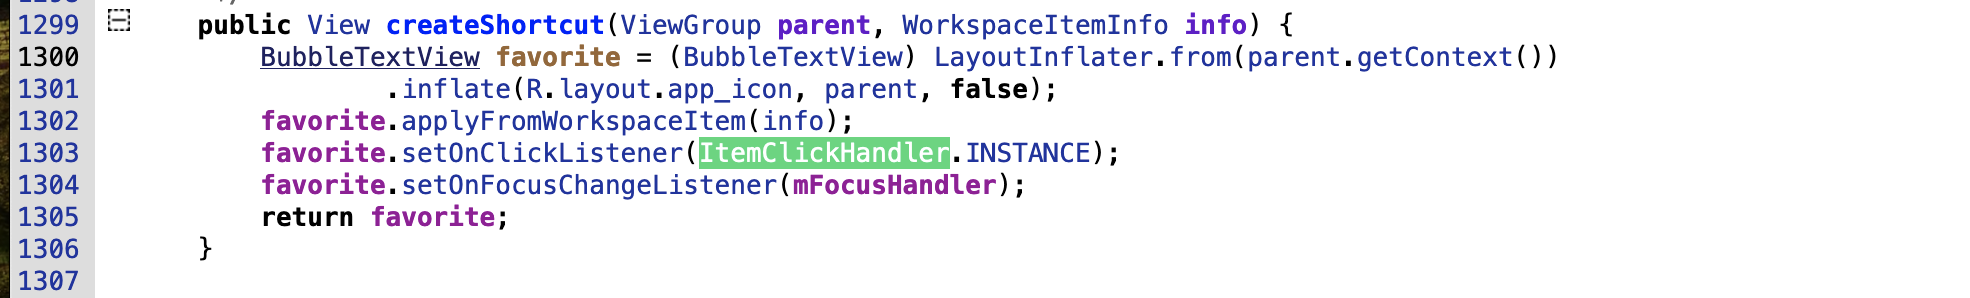 1299 public View createShortcut(ViewGroup parent, WorkspaceItemInfo info) {
1300 BubbleTextView favorite = (BubbleTextView) LayoutInflater.from(parent.getContext())
1301 .inflate(R.layout.app_icon, parent, false);
1302 favorite.applyFromWorkspaceItem(info);
1303 favorite.setOnClickListener(ItemClickHandler.INSTANCE);
1304 favorite.setOnFocusChangeListener(mFocusHandler);
1305 return favorite;
1306 }
1307